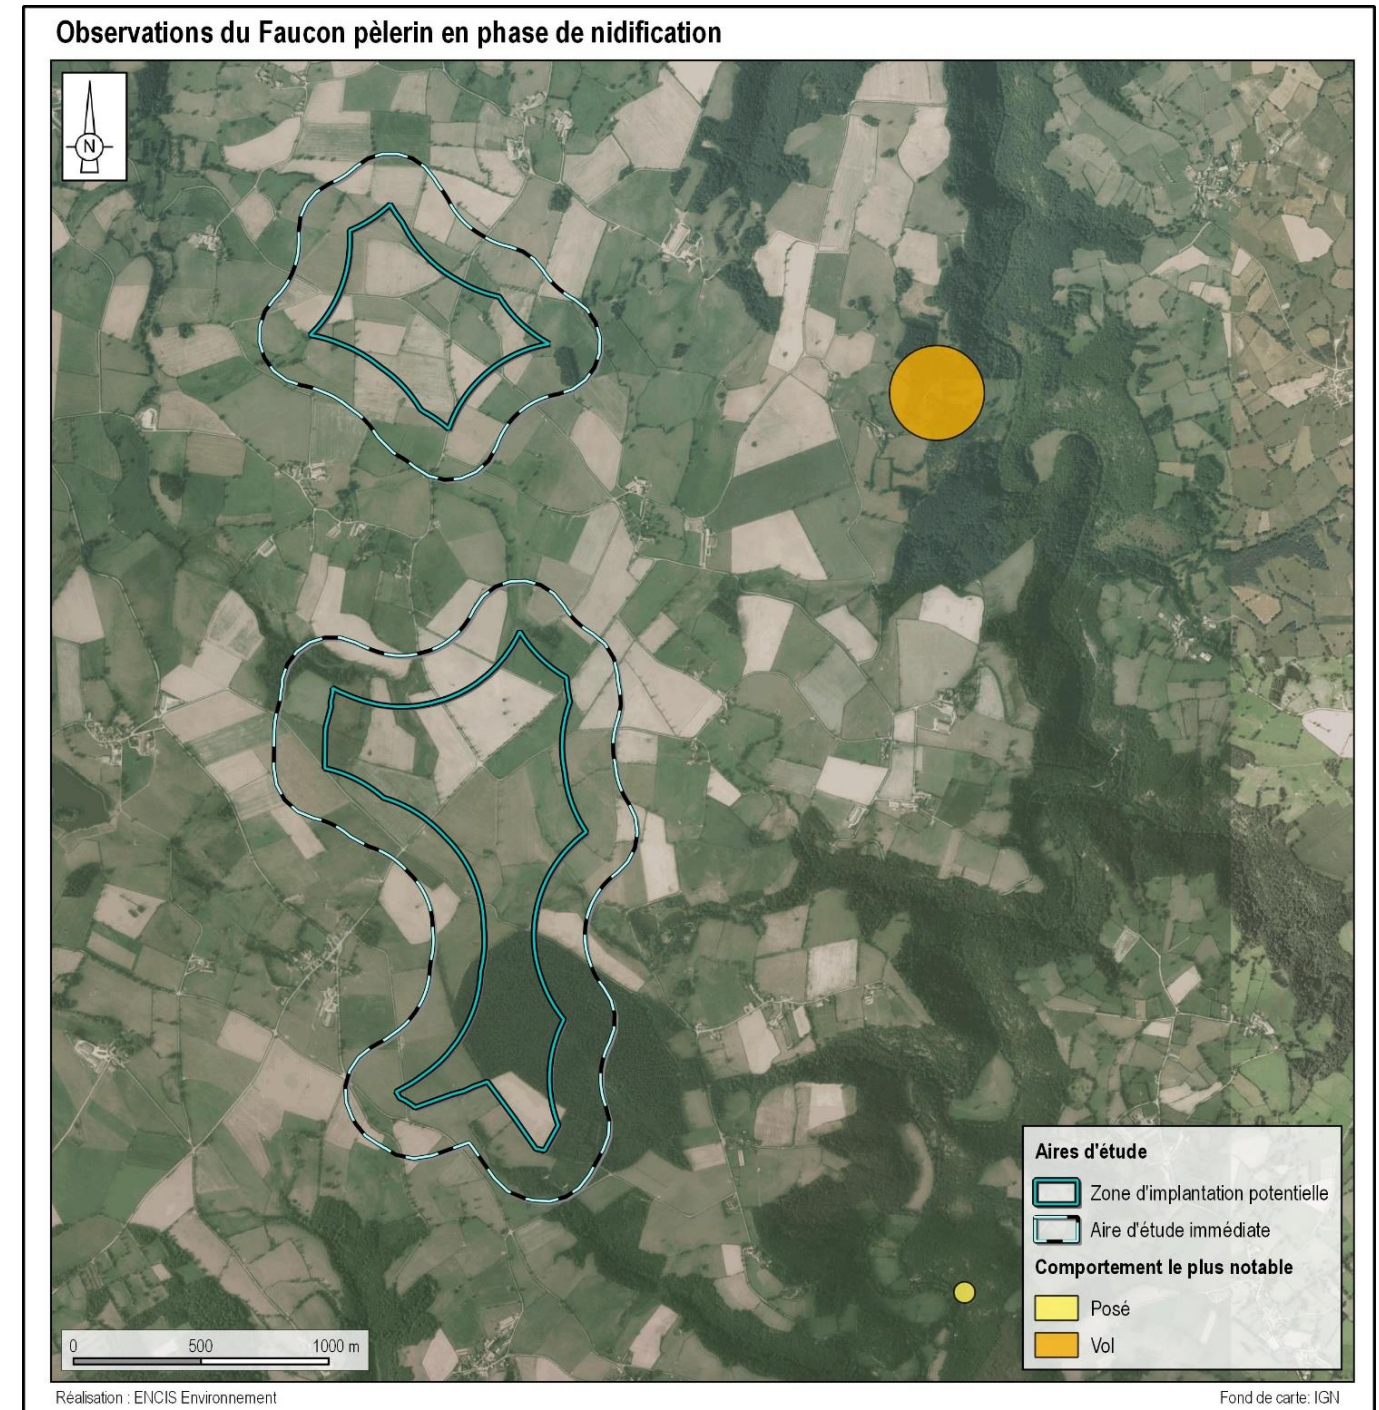 Observations du Faucon pèlerin en phase de nidification
N
Aires d'étude
Zone d'implantation potentielle
Aire d'étude immédiate
Comportement le plus notable
Posé
Vol
0 500 1000 m
Réalisation : ENCIS Environnement Fond de carte: IGN